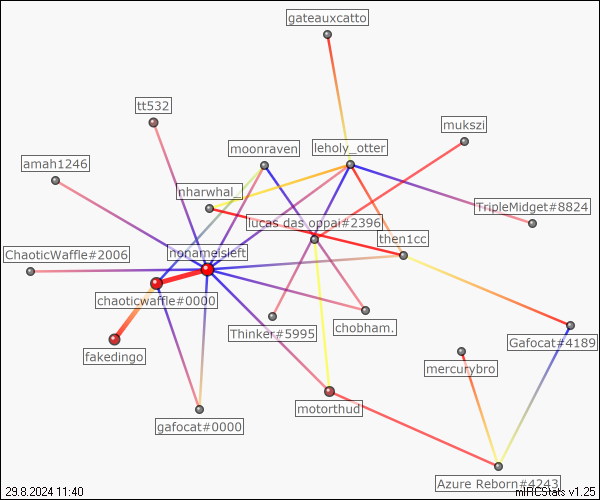 gateauxcatto
tt532
mukszi
moonraven
leholy_otter
amah1246
nharwhal_
TripleMidget#8824
lucas das oppai#2396
then1cc
ChaoticWaffle#2006
nonameisleft
chaoticwaffle#0000
Thinker#5995
chobham.
Gafocat#4189
fakedingo
mercurybro
motorthud
gafocat#0000
Azure Reborn#4243
29.8.2024 11:40
mIRCStats v1.25